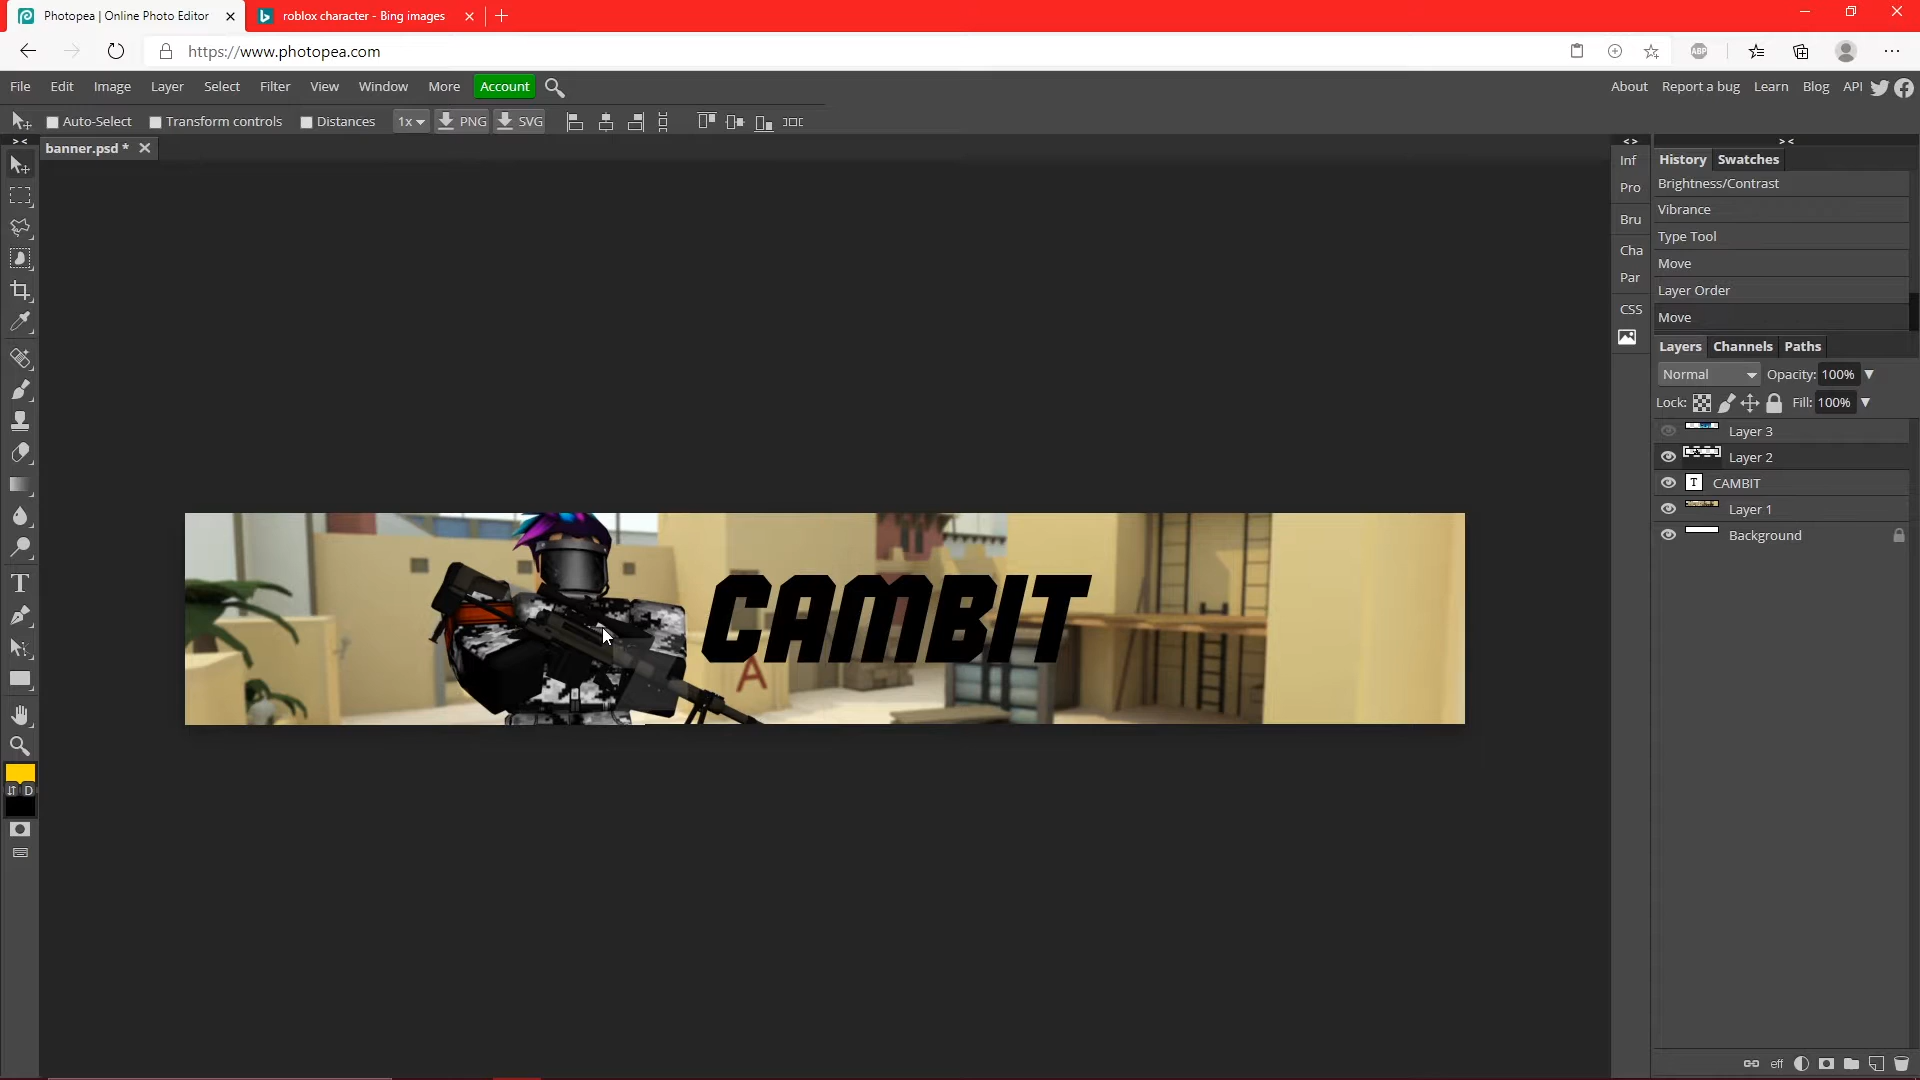 Photopea | Online Photo Editor
roblox character - Bing images
https://www.photopea.com
ABP
File Edit Image Layer Select Filter View Window More Account
About Report a bug Learn Blog API
Auto-Select Transform controls Distances 1x PNG SVG
banner.psd *
> <
< >
> <
Inf
Pro
Bru
Cha
Par
CSS
History Swatches
Brightness/Contrast
Vibrance
Type Tool
Move
Layer Order
Move
Layers Channels Paths
Normal Opacity: 100%
Lock: Fill: 100%
Layer 3
Layer 2
T CAMBIT
Layer 1
Background
CAMBIT
A
T
D
eff